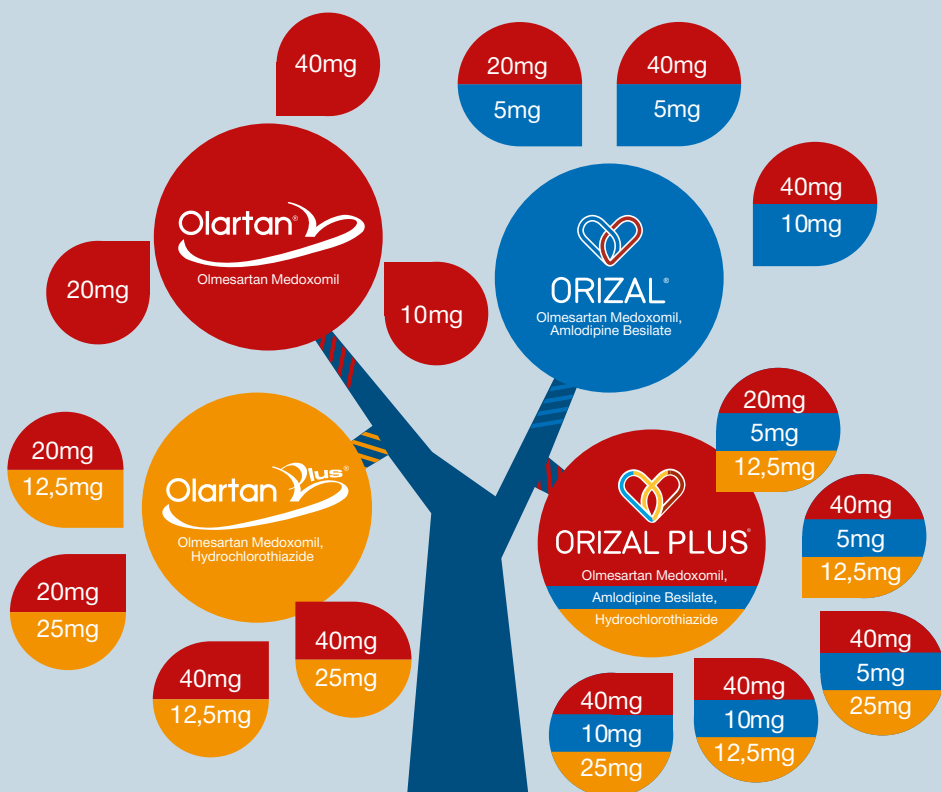 40mg
Olartan®
Olmesartan Medoxomil
20mg
10mg
20mg
5mg
40mg
5mg
40mg
10mg
ORIZAL®
Olmesartan Medoxomil,
Amlodipine Besilate
20mg
12,5mg
20mg
25mg
40mg
12,5mg
40mg
25mg
Olartan Plus®
Olmesartan Medoxomil,
Hydrochlorothiazide
ORIZAL PLUS®
Olmesartan Medoxomil,
Amlodipine Besilate,
Hydrochlorothiazide
20mg
5mg
12,5mg
40mg
5mg
12,5mg
40mg
5mg
25mg
40mg
10mg
12,5mg
40mg
10mg
25mg